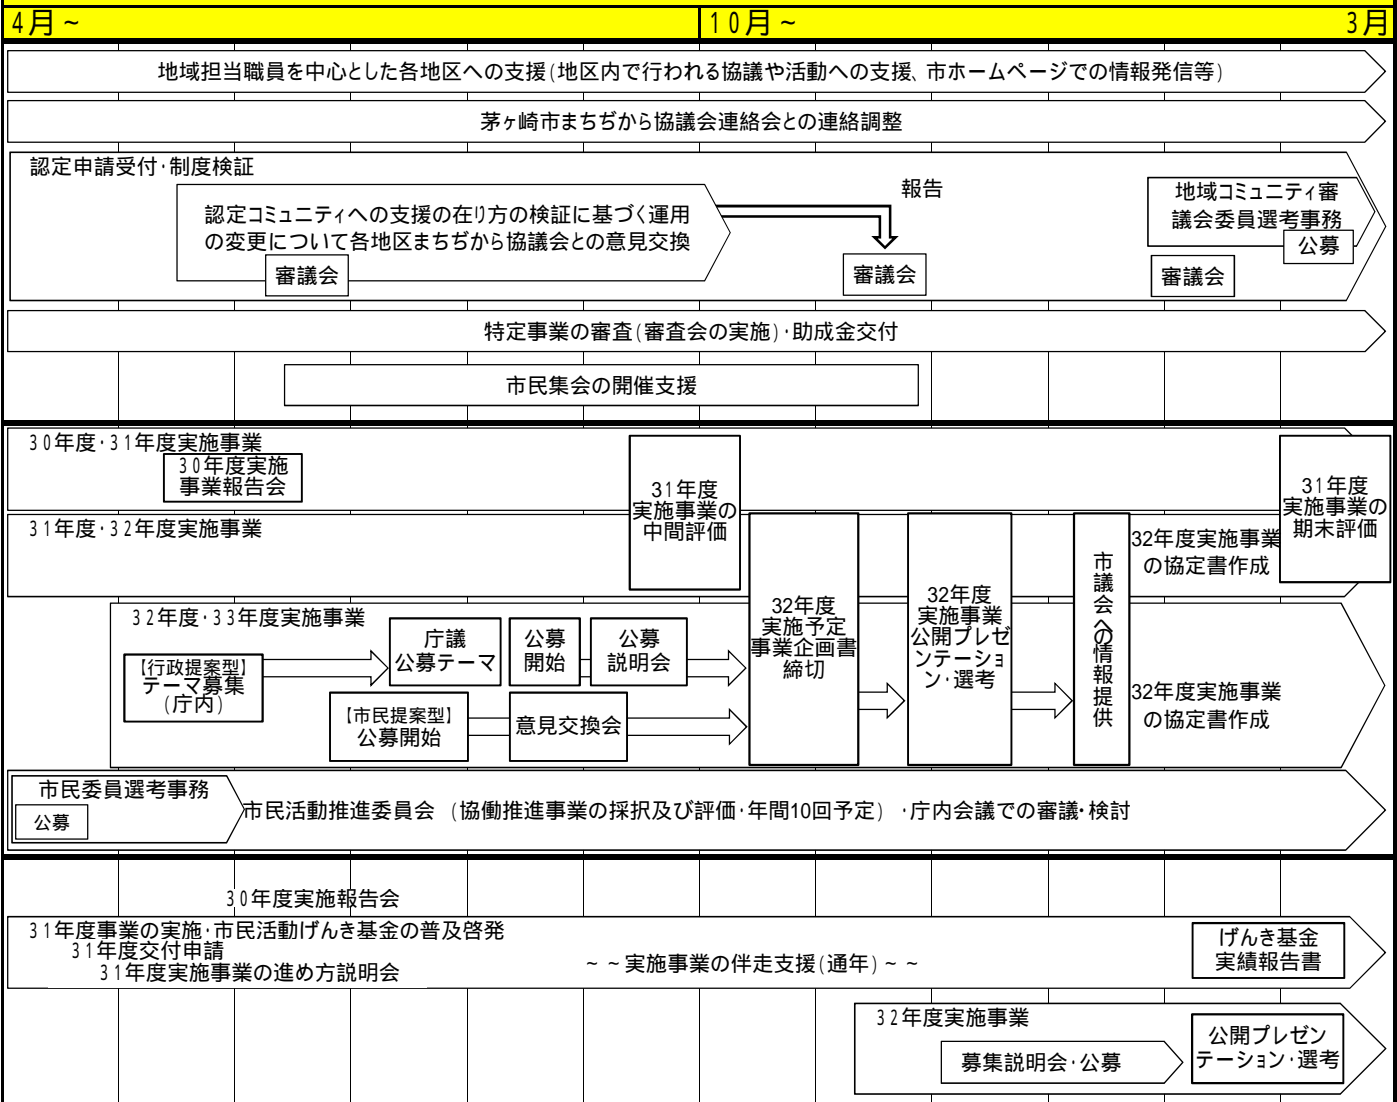 4月~
10月~
3月
地域担当職員を中心とした各地区への支援(地区内で行われる協議や活動への支援、市ホームページでの情報発信等)
茅ヶ崎市まちぢから協議会連絡会との連絡調整
認定申請受付・制度検証
認定コミュニティへの支援の在り方の検証に基づく運用
の変更について各地区まちぢから協議会との意見交換
審議会
報告
審議会
地域コミュニティ審
議会委員選考事務
公募
審議会
特定事業の審査(審査会の実施)・助成金交付
市民集会の開催支援
30年度・31年度実施事業
30年度実施
事業報告会
31年度
実施事業の
中間評価
31年度
実施事業の
期末評価
31年度・32年度実施事業
32年度実施事業
の協定書作成
32年度・33年度実施事業
【行政提案型】
テーマ募集
(庁内)
庁議
公募テーマ
公募
開始
公募
説明会
【市民提案型】
公募開始
意見交換会
32年度
実施予定
事業企画書
締切
32年度
実施事業
公開プレゼ
ンテーショ
ン・選考
市議会への情報提供
32年度実施事業
の協定書作成
市民委員選考事務
公募
市民活動推進委員会 (協働推進事業の採択及び評価・年間10回予定) ・庁内会議での審議・検討
30年度実施報告会
31年度事業の実施・市民活動げんき基金の普及啓発
31年度交付申請
31年度実施事業の進め方説明会
~~実施事業の伴走支援(通年)~~
げんき基金
実績報告書
32年度実施事業
募集説明会・公募
公開プレゼン
テーション・選考